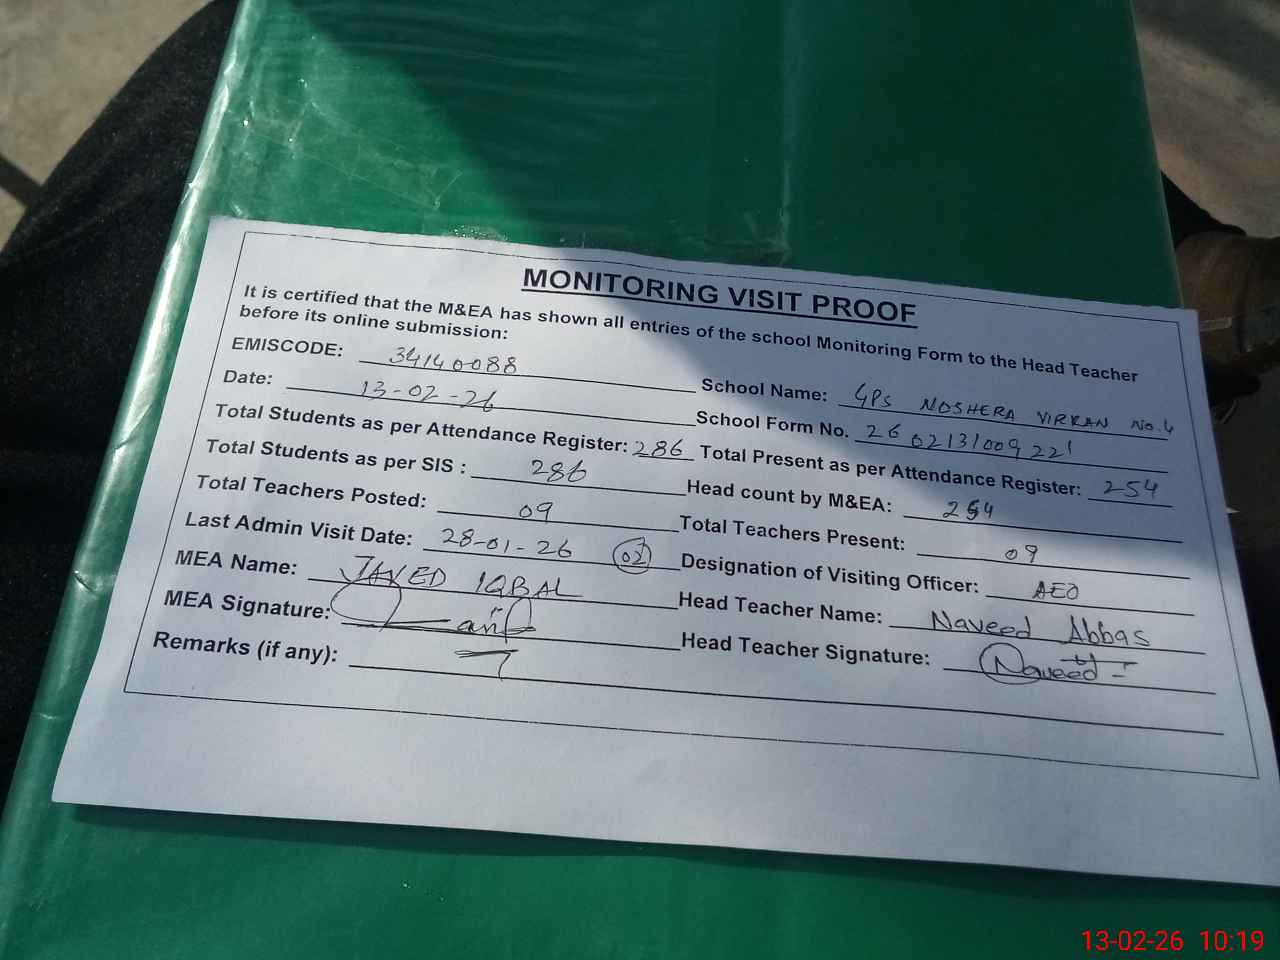 MONITORING VISIT PROOF
It is certified that the M&EA has shown all entries of the school Monitoring Form to the Head Teacher
before its online submission:
EMISCODE: 34140088 School Name: GPS NOSHERA VIRKAN No.4
Date: 13-02-26 School Form No. 260213100922
Total Students as per Attendance Register: 286 Total Present as per Attendance Register: 254
Total Students as per SIS : 286 Head count by M&EA: 254
Total Teachers Posted: 09 Total Teachers Present: 09
Last Admin Visit Date: 28-01-26 02 Designation of Visiting Officer: AEO
MEA Name: JAVED IQBAL Head Teacher Name: Naveed Abbas
MEA Signature: Head Teacher Signature: Naveed
Remarks (if any):
13-02-26 10:19